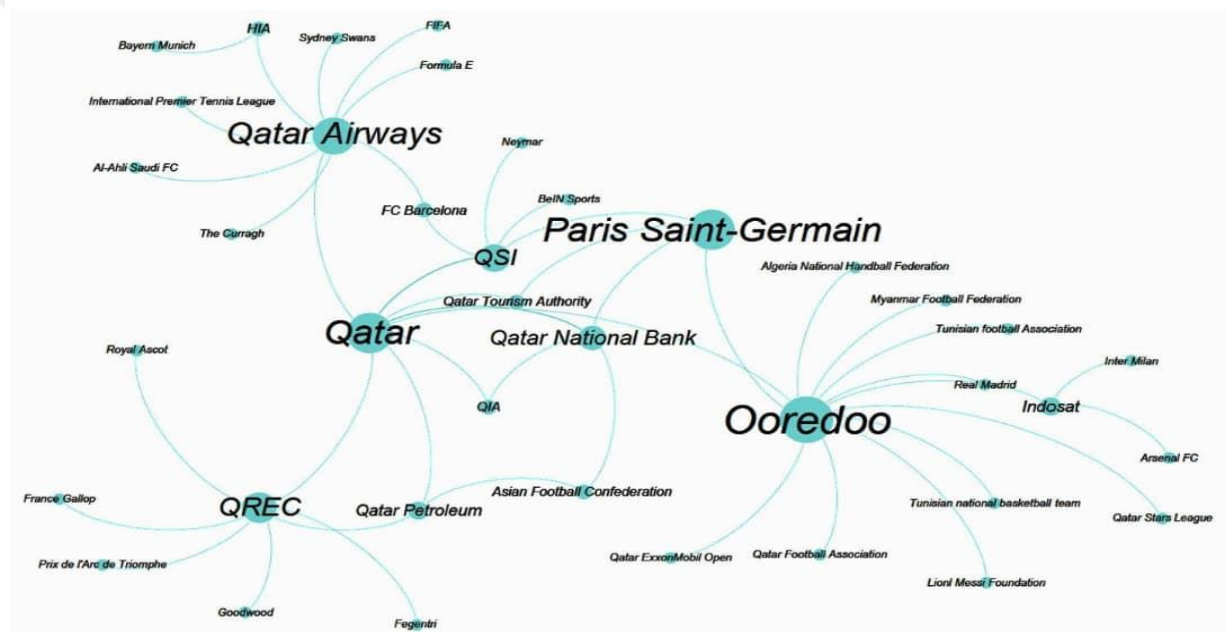 HIA
FIFA
Sydney Swans
Bayern Munich
Formula E
International Premier Tennis League
Qatar Airways
Neymar
Al-Ahli Saudi FC
BeIN Sports
FC Barcelona
Paris Saint-Germain
The Curragh
QSI
Algeria National Handball Federation
Qatar Tourism Authority
Myanmar Football Federation
Qatar
Tunisian football Association
Qatar National Bank
Royal Ascot
Inter Milan
Real Madrid
QIA
Indosat
Ooredoo
Arsenal FC
Asian Football Confederation
France Gallop
Tunisian national basketball team
QREC
Qatar Petroleum
Qatar Stars League
Qatar ExxonMobil Open
Qatar Football Association
Prix de l'Arc de Triomphe
Lionl Messi Foundation
Goodwood
Fegentri